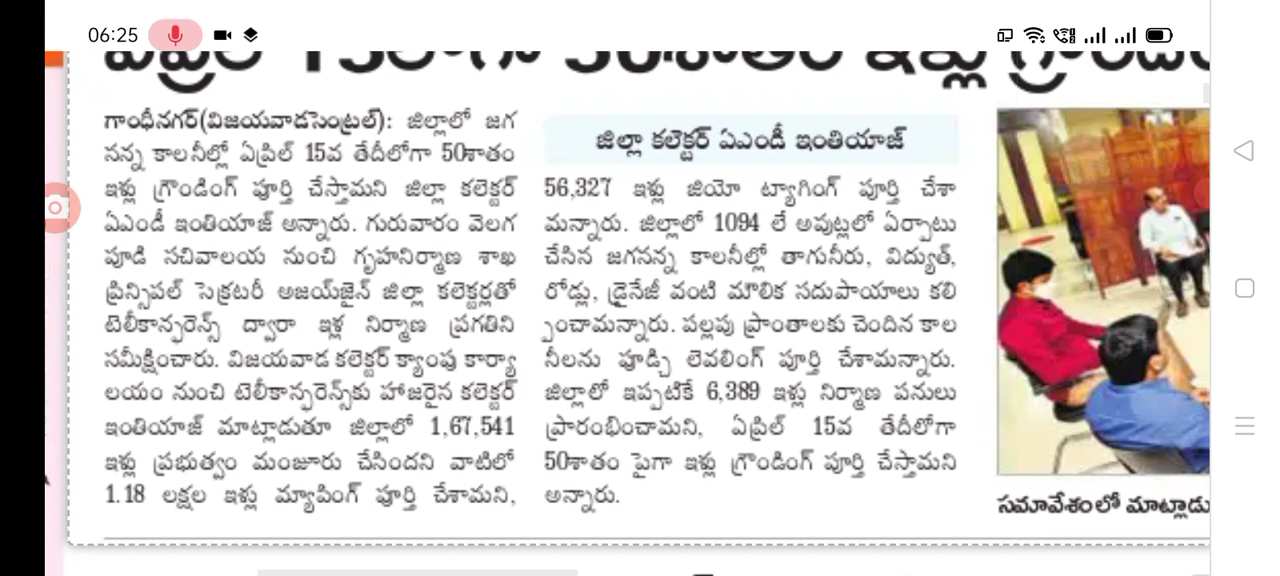 06:25
ఏప్రిల్ 15లోగా 50శాతం ఇళ్లు గ్రౌండిం
గాంధీనగర్(విజయవాడసెంట్రల్): జిల్లాలో జగ
నన్న కాలనీల్లో ఏప్రిల్ 15వ తేదీలోగా 50శాతం
ఇళ్లు గ్రౌండింగ్ పూర్తి చేస్తామని జిల్లా కలెక్టర్
ఏఎండీ ఇంతియాజ్ అన్నారు. గురువారం వెలగ
పూడి సచివాలయ నుంచి గృహనిర్మాణ శాఖ
ప్రిన్సిపల్ సెక్రటరీ అజయ్‌జైన్ జిల్లా కలెక్టర్లతో
టెలీకాన్ఫరెన్స్ ద్వారా ఇళ్ల నిర్మాణ ప్రగతిని
సమీక్షించారు. విజయవాడ కలెక్టర్ క్యాంపు కార్యా
లయం నుంచి టెలీకాన్ఫరెన్స్‌కు హాజరైన కలెక్టర్
ఇంతియాజ్ మాట్లాడుతూ జిల్లాలో 1,67,541
ఇళ్లు ప్రభుత్వం మంజూరు చేసిందని వాటిలో
1.18 లక్షల ఇళ్లు మ్యాపింగ్ పూర్తి చేశామని,
జిల్లా కలెక్టర్ ఏఎండీ ఇంతియాజ్
56,327 ఇళ్లు జియో ట్యాగింగ్ పూర్తి చేశా
మన్నారు. జిల్లాలో 1094 లే అవుట్లలో ఏర్పాటు
చేసిన జగనన్న కాలనీల్లో తాగునీరు, విద్యుత్,
రోడ్లు, డ్రైనేజీ వంటి మౌలిక సదుపాయాలు కలి
్పంచామన్నారు. పల్లపు ప్రాంతాలకు చెందిన కాల
నీలను పూడ్చి లెవలింగ్ పూర్తి చేశామన్నారు.
జిల్లాలో ఇప్పటికే 6,389 ఇళ్లు నిర్మాణ పనులు
ప్రారంభించామని, ఏప్రిల్ 15వ తేదీలోగా
50శాతం పైగా ఇళ్లు గ్రౌండింగ్ పూర్తి చేస్తామని
అన్నారు.
సమావేశంలో మాట్లాడు